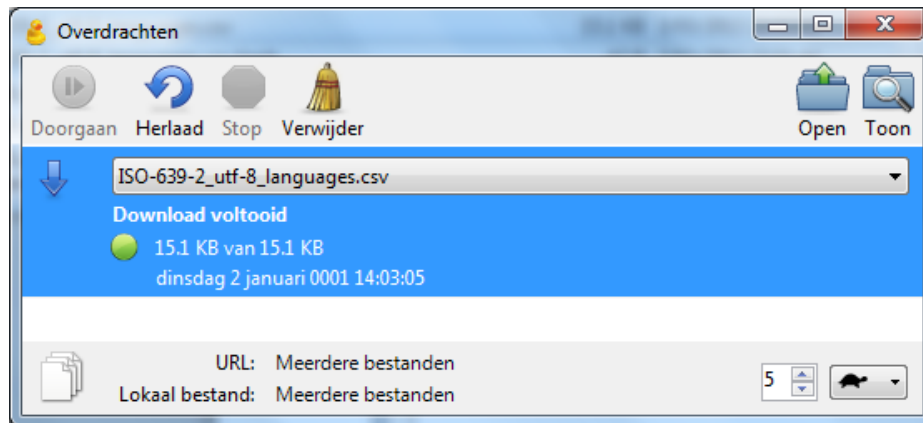 Overdrachten
Doorgaan Herlaad Stop Verwijder Open Toon
ISO-639-2_utf-8_languages.csv
Download voltooid
15.1 KB van 15.1 KB
dinsdag 2 januari 0001 14:03:05
URL: Meerdere bestanden
5
Lokaal bestand: Meerdere bestanden